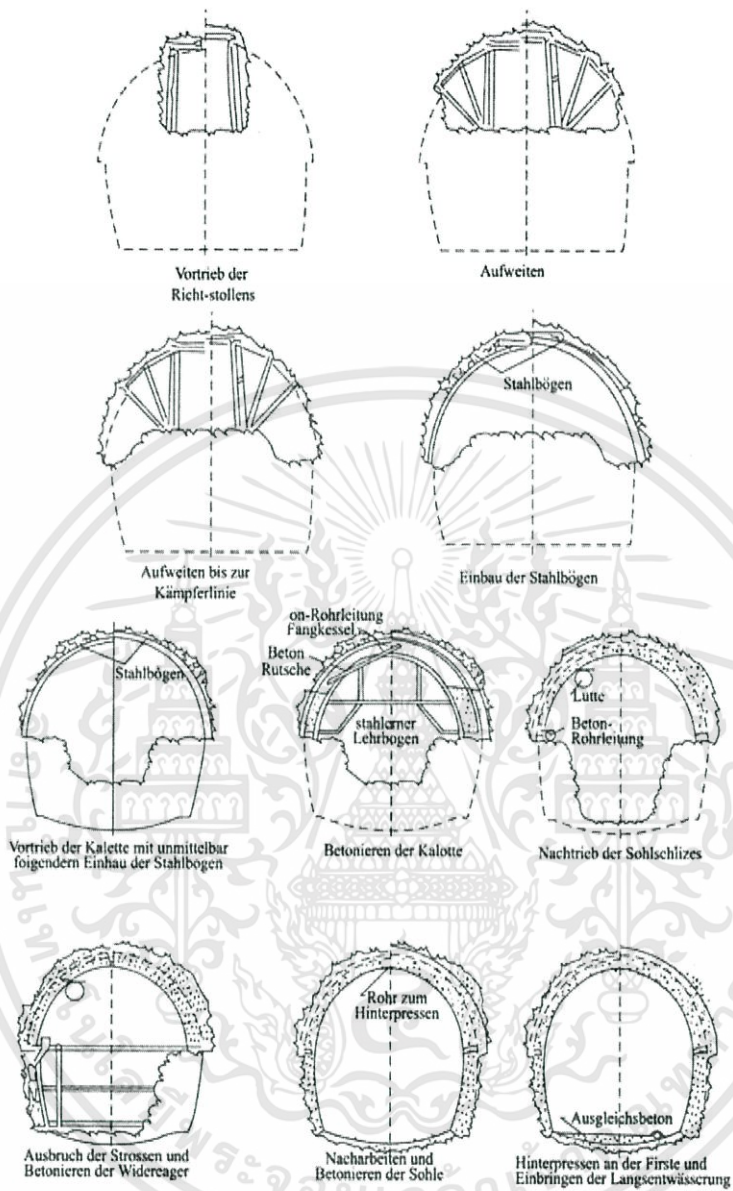 Vortrieb der
Richt-stollens
Aufweiten
Aufweiten bis zur
Kämpferlinie
Stahlbögen
Einbau der Stahlbögen
Stahlbögen
Vortrieb der Kalette mit unmittelbar
folgendern Einhau der Stahlbogen
on-Rohrleitung
Fangkessel
Beton
Rutsche
stahlerner
Lehrbogen
Betonieren der Kalotte
Lutte
Beton-
Rohrleitung
Nachtrieb der Sohlschlizes
Ausbruch der Strossen und
Betonieren der Widereager
Rohr zum
Hinterpressen
Nacharbeiten und
Betonieren der Sohle
Ausgleichsbeton
Hinterpressen an der Firste und
Einbringen der Langsentwässerung